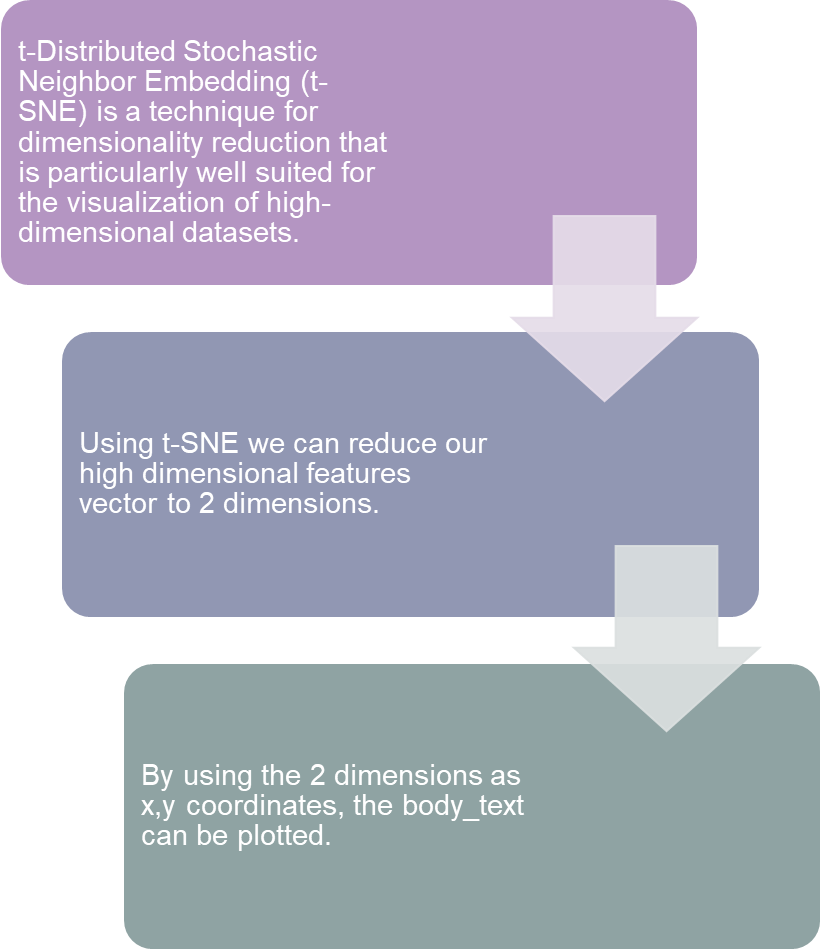 t-Distributed Stochastic
Neighbor Embedding (t-
SNE) is a technique for
dimensionality reduction that
is particularly well suited for
the visualization of high-
dimensional datasets.
Using t-SNE we can reduce our
high dimensional features
vector to 2 dimensions.
By using the 2 dimensions as
x,y coordinates, the body_text
can be plotted.